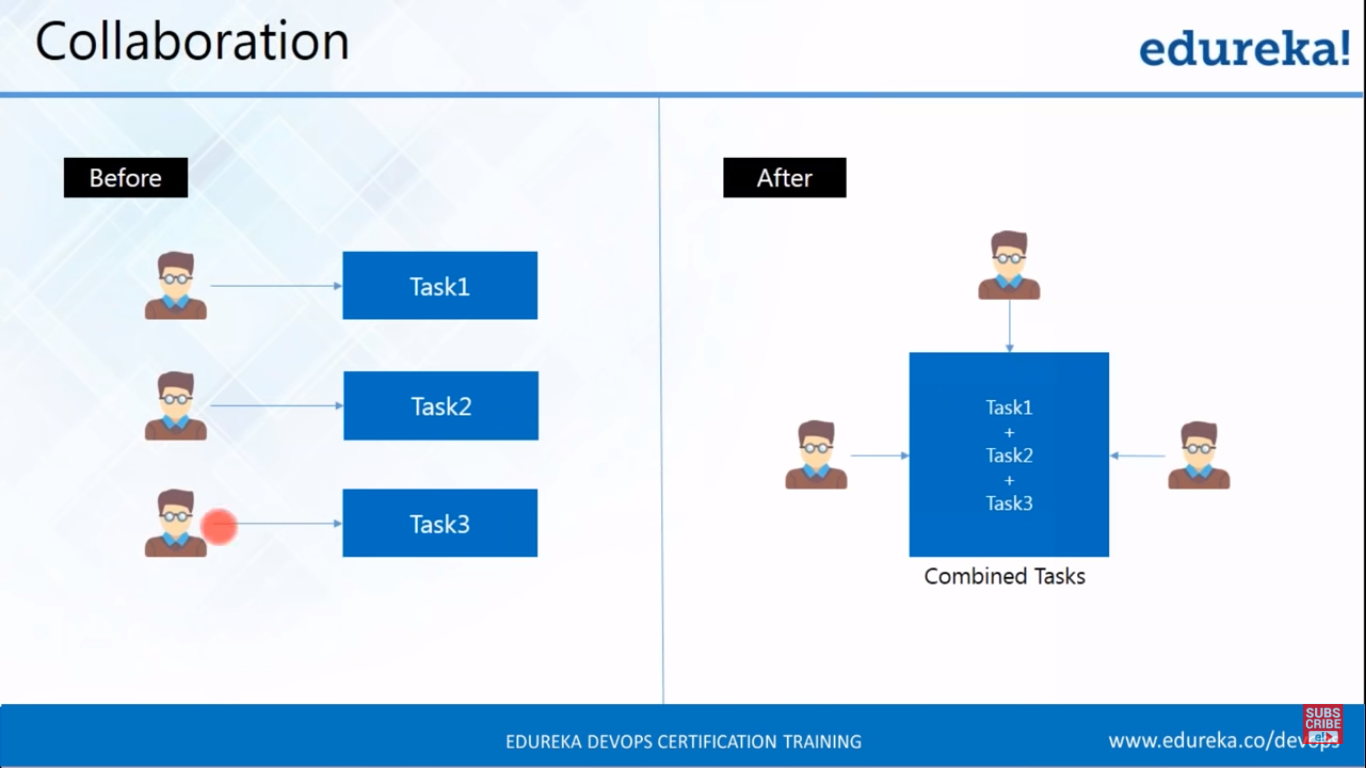 Collaboration
edureka!
Before
Task1
Task2
Task3
After
Task1
+
Task2
+
Task3
Combined Tasks
EDUREKA DEVOPS CERTIFICATION TRAINING
www.edureka.co/devops
SUBS
CRIBE
e!